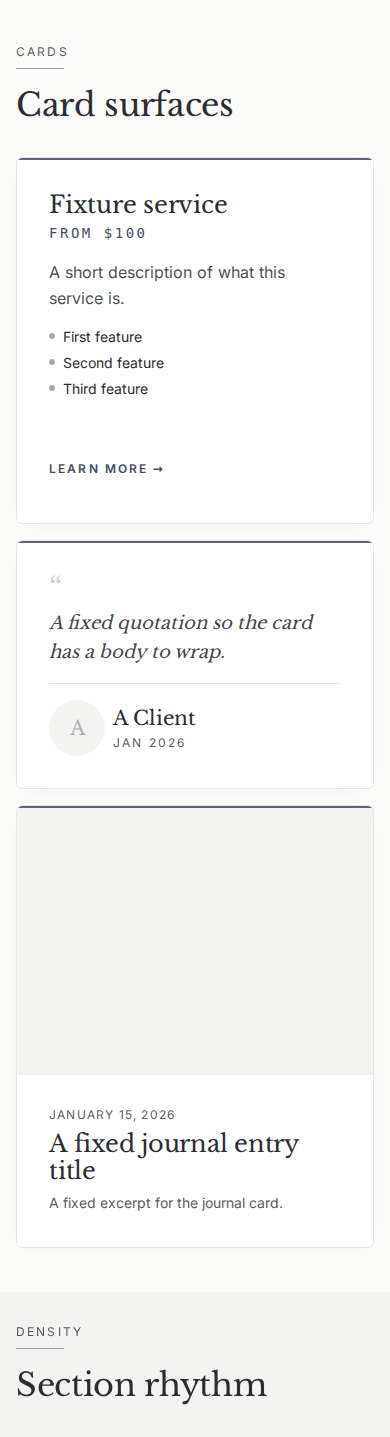 CARDS
Card surfaces
Fixture service
FROM $100
A short description of what this
service is.
First feature
Second feature
Third feature
LEARN MORE →
“
A fixed quotation so the card
has a body to wrap.
A
A Client
JAN 2026
JANUARY 15, 2026
A fixed journal entry
title
A fixed excerpt for the journal card.
DENSITY
Section rhythm